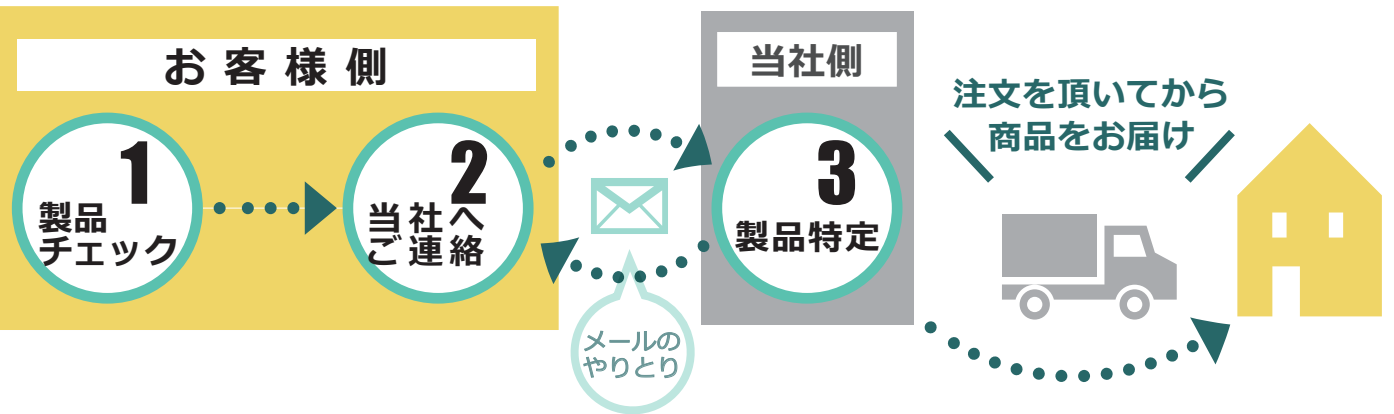 お客様側
1
製品
チェック
2
当社へ
ご連絡
メールの
やりとり
当社側
3
製品特定
注文を頂いてから
商品をお届け